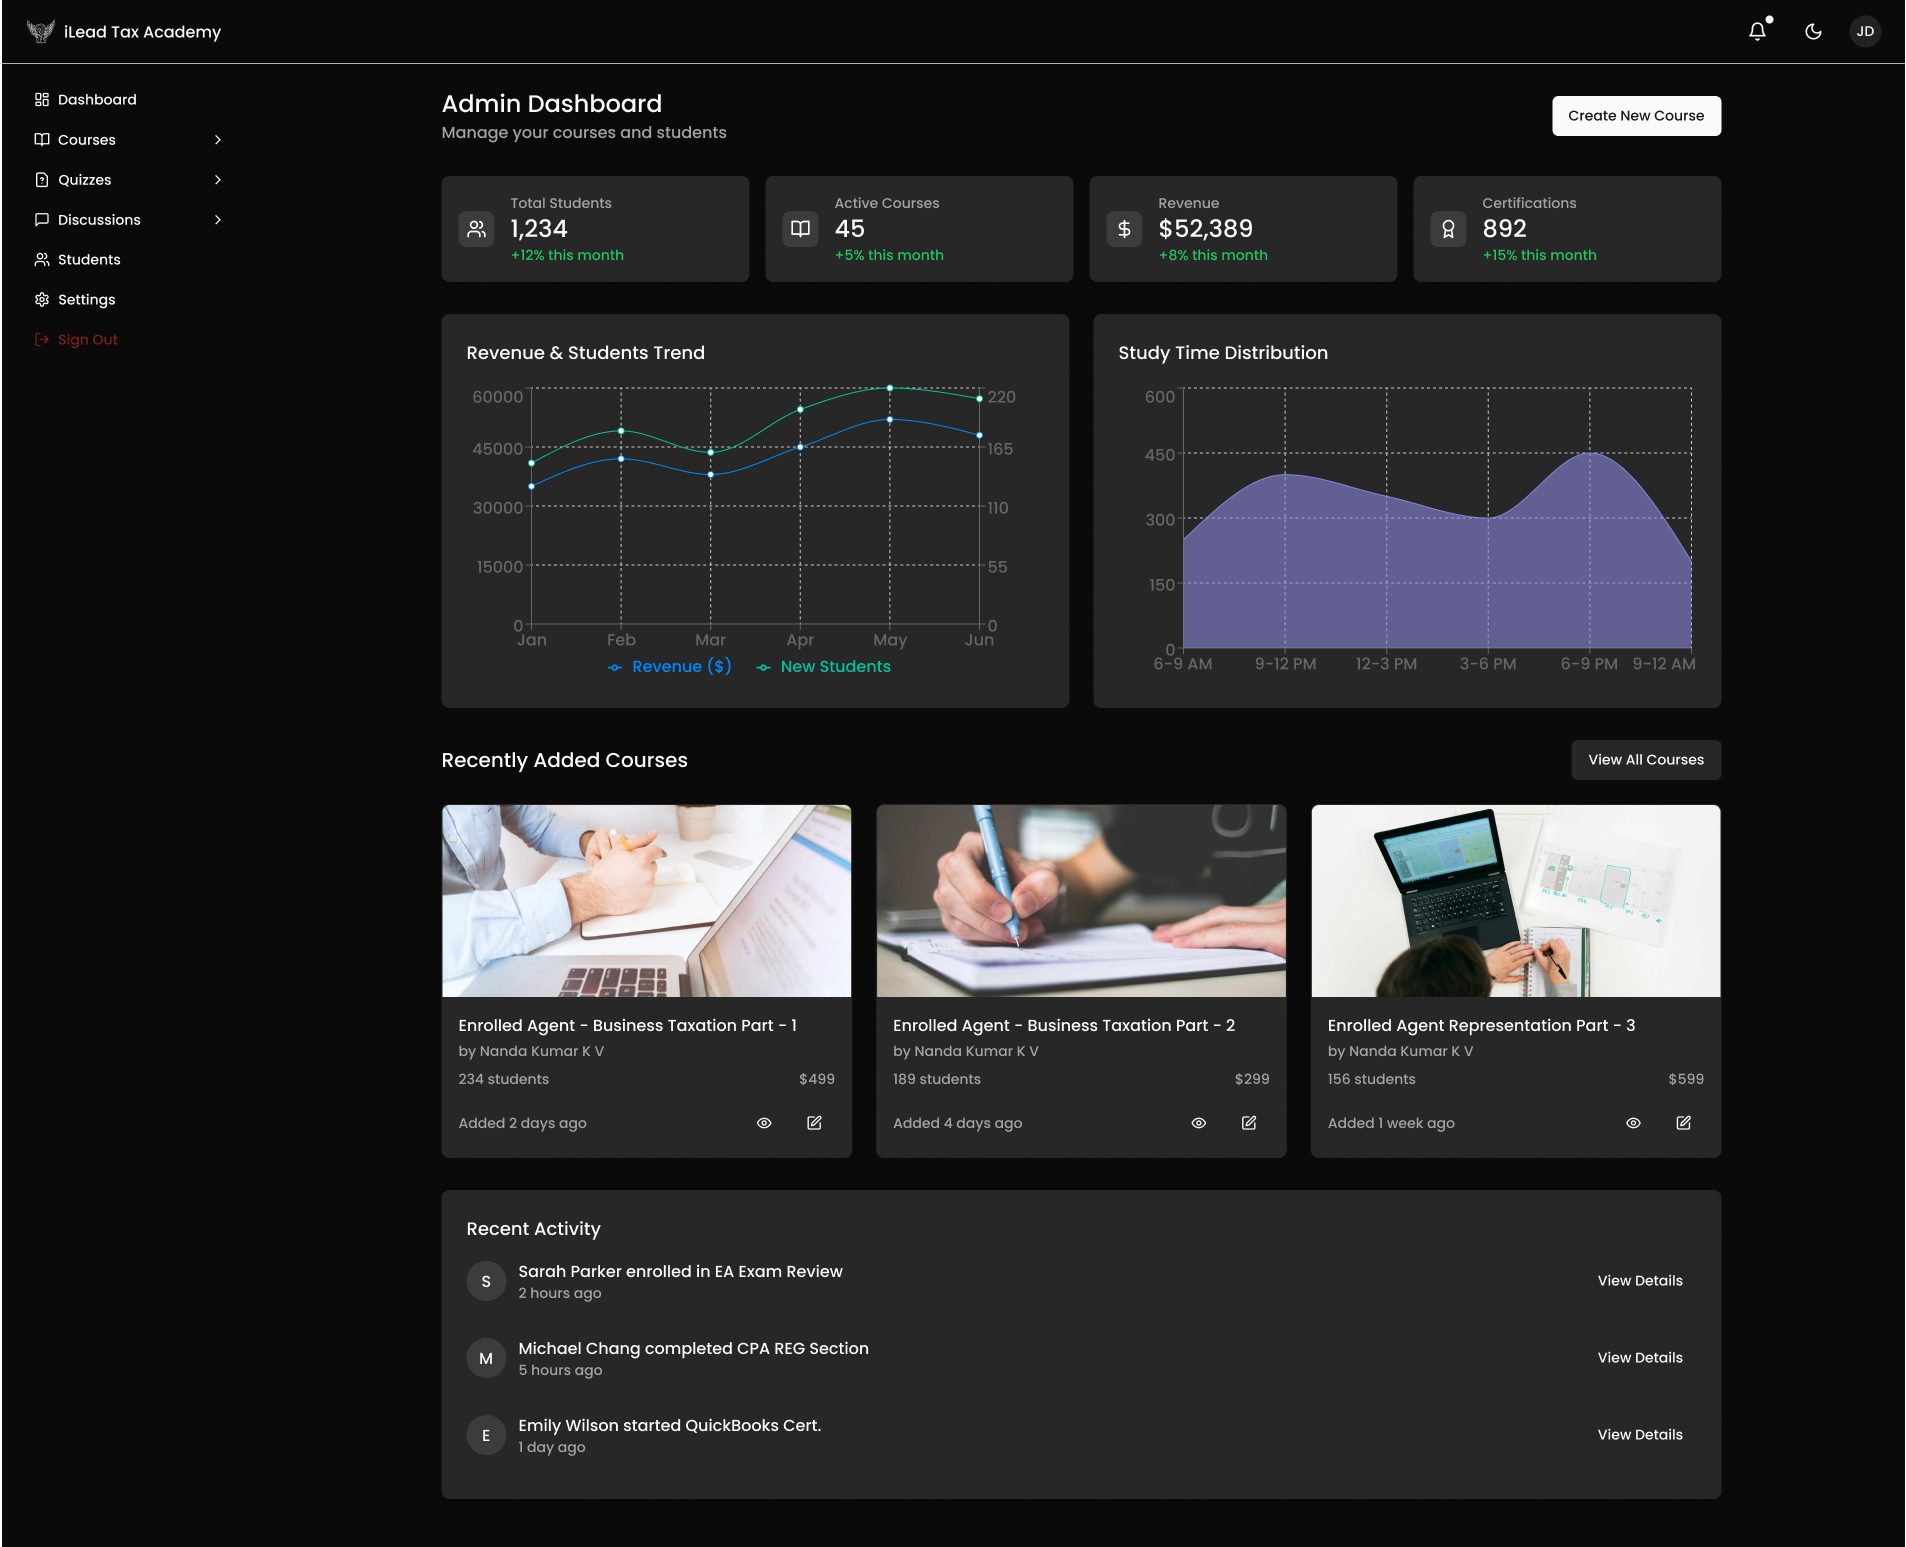 iLead Tax Academy
JD
Dashboard
Courses
Quizzes
Discussions
Students
Settings
Sign Out
Admin Dashboard
Manage your courses and students
Create New Course
Total Students
1,234
+12% this month
Active Courses
45
+5% this month
Revenue
$52,389
+8% this month
Certifications
892
+15% this month
Revenue & Students Trend
60000
45000
30000
15000
0
220
165
110
55
0
Jan Feb Mar Apr May Jun
Revenue ($) New Students
Study Time Distribution
600
450
300
150
0
6-9 AM 9-12 PM 12-3 PM 3-6 PM 6-9 PM 9-12 AM
Recently Added Courses
View All Courses
Enrolled Agent - Business Taxation Part - 1
by Nanda Kumar K V
234 students $499
Added 2 days ago
Enrolled Agent - Business Taxation Part - 2
by Nanda Kumar K V
189 students $299
Added 4 days ago
Enrolled Agent Representation Part - 3
by Nanda Kumar K V
156 students $599
Added 1 week ago
Recent Activity
S
Sarah Parker enrolled in EA Exam Review
2 hours ago
View Details
M
Michael Chang completed CPA REG Section
5 hours ago
View Details
E
Emily Wilson started QuickBooks Cert.
1 day ago
View Details